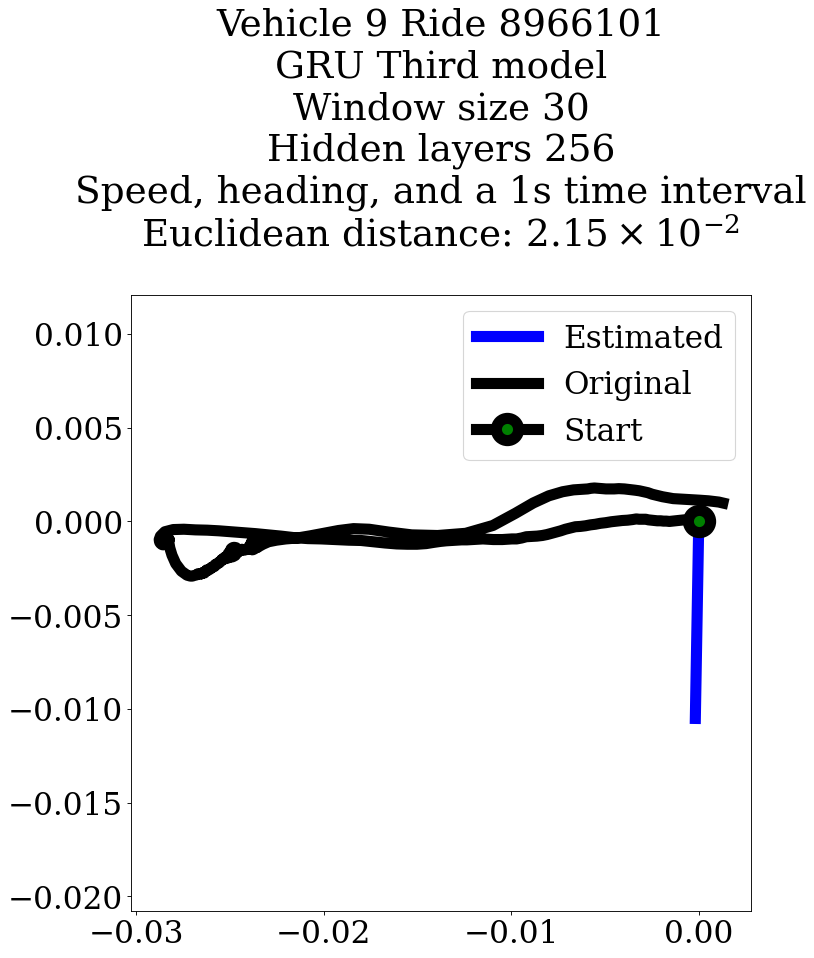 Vehicle 9 Ride 8966101
GRU Third model
Window size 30
Hidden layers 256
Speed, heading, and a 1s time interval
Euclidean distance: 2.15 × 10⁻²
Estimated
Original
Start
0.010
0.005
0.000
−0.005
−0.010
−0.015
−0.020
−0.03
−0.02
−0.01
0.00